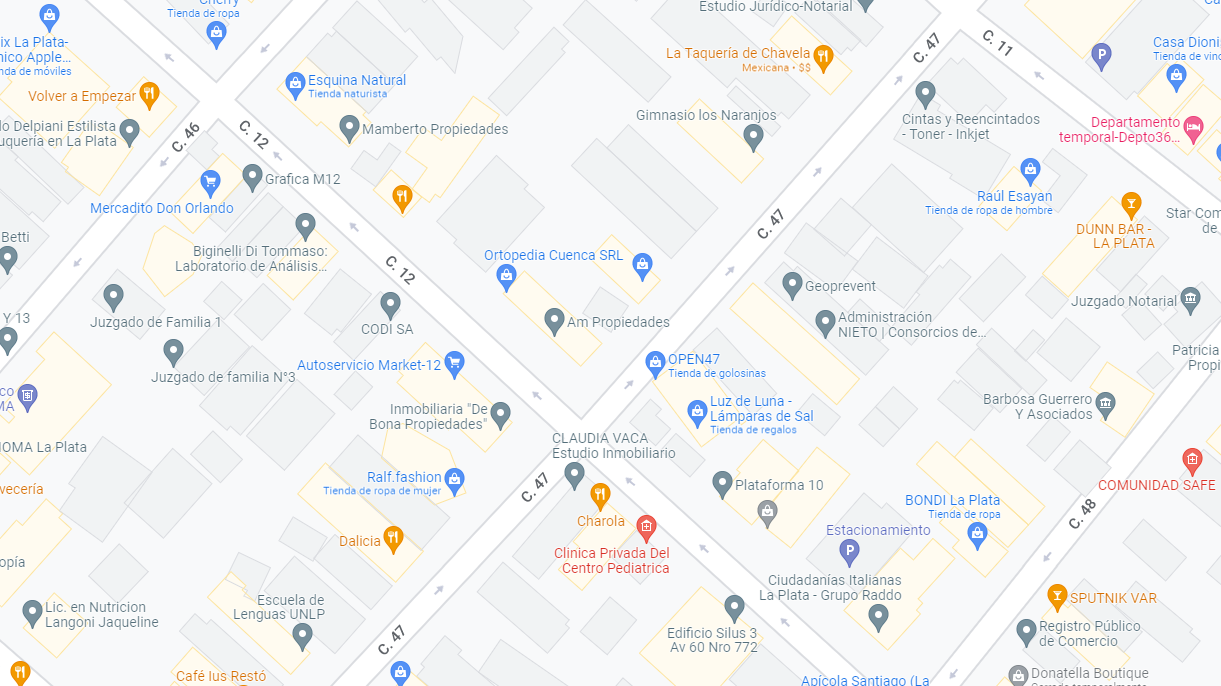 Cherry
Tienda de ropa
Estudio Jurídico-Notarial
ix La Plata-
nico Apple...
nda de móviles
La Taquería de Chavela
Mexicana • $$
C. 47
C. 11
Casa Dioni
Tienda de vinc
Volver a Empezar
Esquina Natural
Tienda naturista
lo Delpiani Estilista
uquería en La Plata
C. 46
C. 12
Mamberto Propiedades
Gimnasio los Naranjos
Cintas y Reencintados
- Toner - Inkjet
Departamento
temporal-Depto36...
Grafica M12
Mercadito Don Orlando
Raúl Esayan
Tienda de ropa de hombre
Star Com
de
Betti
Biginelli Di Tommaso:
Laboratorio de Análisis...
C. 47
DUNN BAR -
LA PLATA
Ortopedia Cuenca SRL
C. 12
Geoprevent
Juzgado Notarial
Y 13
Juzgado de Familia 1
CODI SA
Am Propiedades
Administración
NIETO | Consorcios de...
Patricia
Propi
Juzgado de familia N°3
Autoservicio Market-12
OPEN47
Tienda de golosinas
co
MA
Inmobiliaria "De
Bona Propiedades"
Luz de Luna -
Lámparas de Sal
Tienda de regalos
Barbosa Guerrero
Y Asociados
IOMA La Plata
CLAUDIA VACA
Estudio Inmobiliario
vecería
Ralf.fashion
Tienda de ropa de mujer
C. 47
Plataforma 10
COMUNIDAD SAFE
BONDI La Plata
Tienda de ropa
C. 48
Charola
Dalicia
Estacionamiento
P
opía
Clinica Privada Del
Centro Pediatrica
Ciudadanías Italianas
La Plata - Grupo Raddo
Lic. en Nutricion
Langoni Jaqueline
Escuela de
Lenguas UNLP
SPUTNIK VAR
C. 47
Edificio Silus 3
Av 60 Nro 772
Registro Público
de Comercio
Café Ius Restó
Apícola Santiago (La
Donatella Boutique